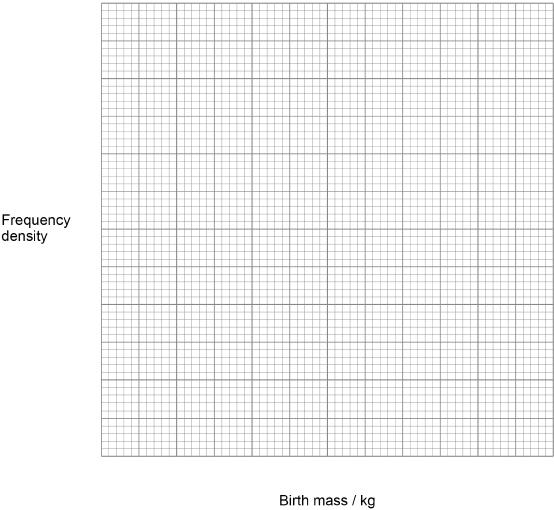 Frequency
density
Birth mass / kg